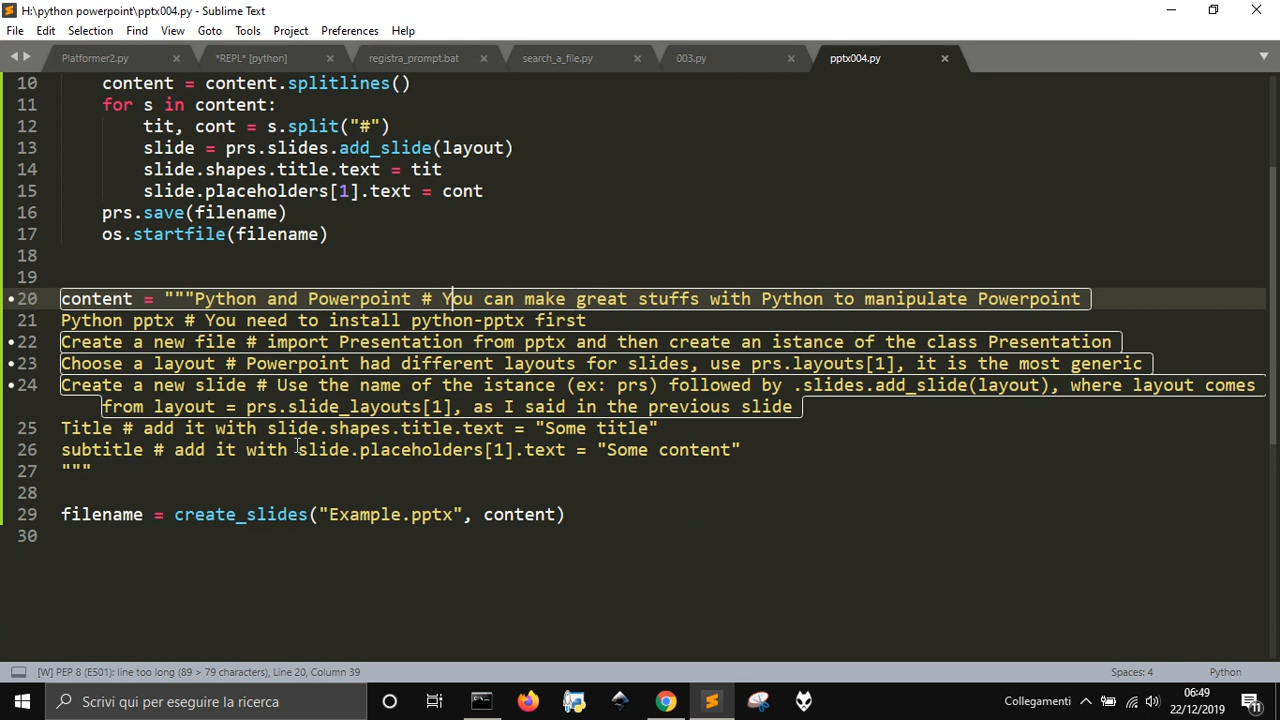 H:\python powerpoint\pptx004.py - Sublime Text
File Edit Selection Find View Goto Tools Project Preferences Help
Platformer2.py *REPL* [python] registra_prompt.bat search_a_file.py 003.py pptx004.py
10 content = content.splitlines()
11 for s in content:
12 tit, cont = s.split("#")
13 slide = prs.slides.add_slide(layout)
14 slide.shapes.title.text = tit
15 slide.placeholders[1].text = cont
16 prs.save(filename)
17 os.startfile(filename)
18
19
20 content = """Python and Powerpoint # You can make great stuffs with Python to manipulate Powerpoint
21 Python pptx # You need to install python-pptx first
22 Create a new file # import Presentation from pptx and then create an istance of the class Presentation
23 Choose a layout # Powerpoint had different layouts for slides, use prs.layouts[1], it is the most generic
24 Create a new slide # Use the name of the istance (ex: prs) followed by .slides.add_slide(layout), where layout comes
from layout = prs.slide_layouts[1], as I said in the previous slide
25 Title # add it with slide.shapes.title.text = "Some title"
26 subtitle # add it with slide.placeholders[1].text = "Some content"
27 """
28
29 filename = create_slides("Example.pptx", content)
30
[W] PEP 8 (E501): line too long (89 > 79 characters), Line 20, Column 39 Spaces: 4 Python
Scrivi qui per eseguire la ricerca Collegamenti 06:49
22/12/2019 11